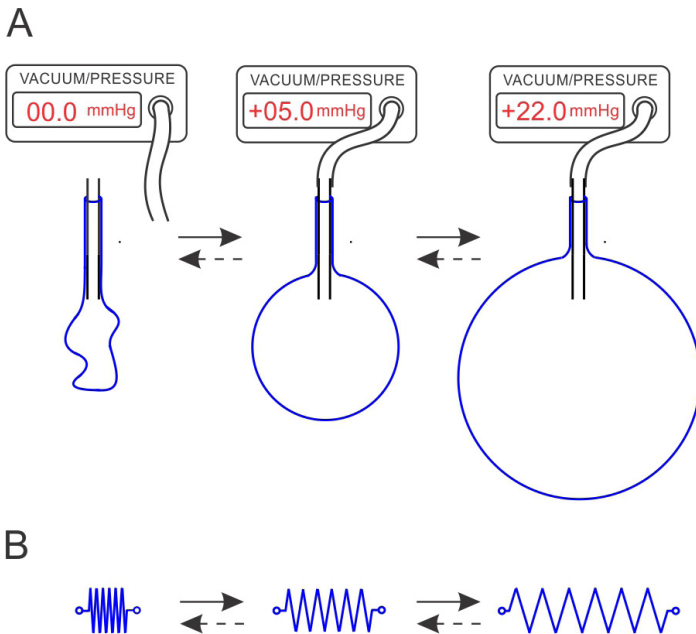 A
VACUUM/PRESSURE
00.0 mmHg
VACUUM/PRESSURE
+05.0 mmHg
VACUUM/PRESSURE
+22.0 mmHg
B